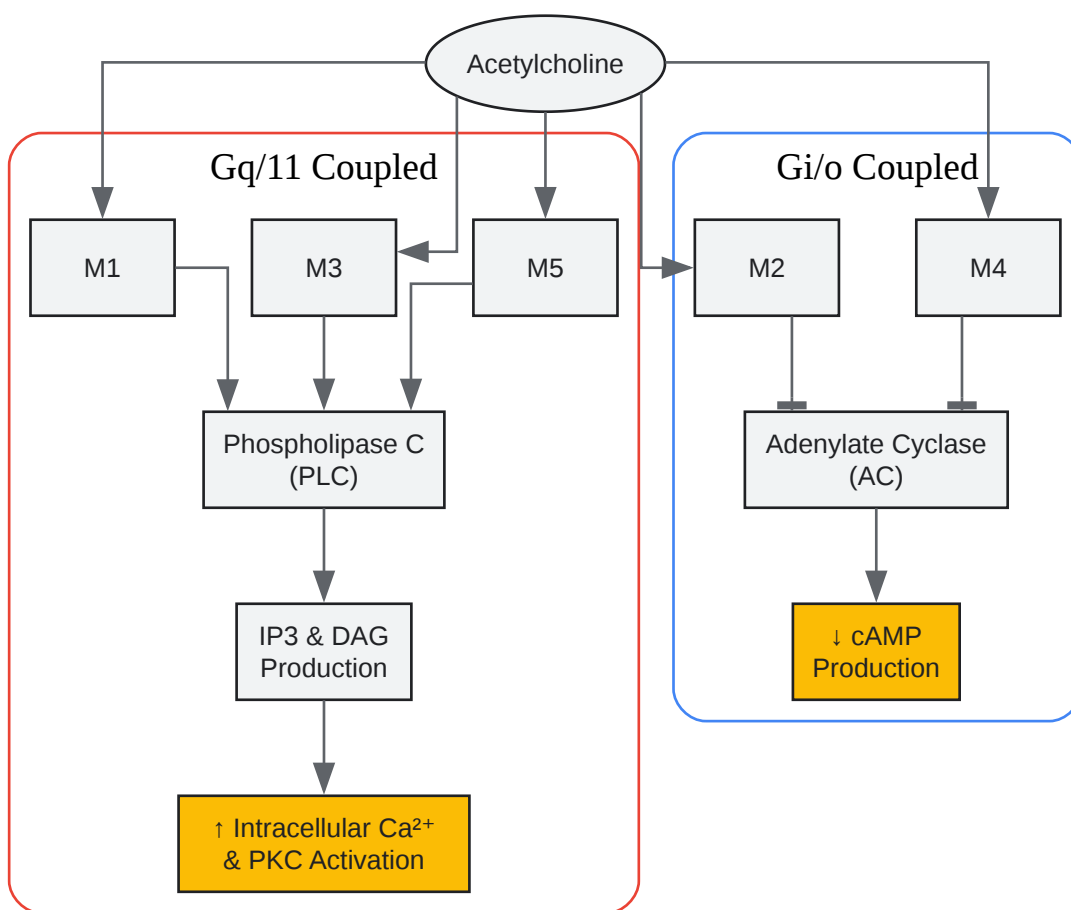 Acetylcholine
Gq/11 Coupled
Gi/o Coupled
M1
M3
M5
M2
M4
Phospholipase C
(PLC)
Adenylate Cyclase
(AC)
IP3 & DAG
Production
↓ cAMP
Production
↑ Intracellular Ca²⁺
& PKC Activation